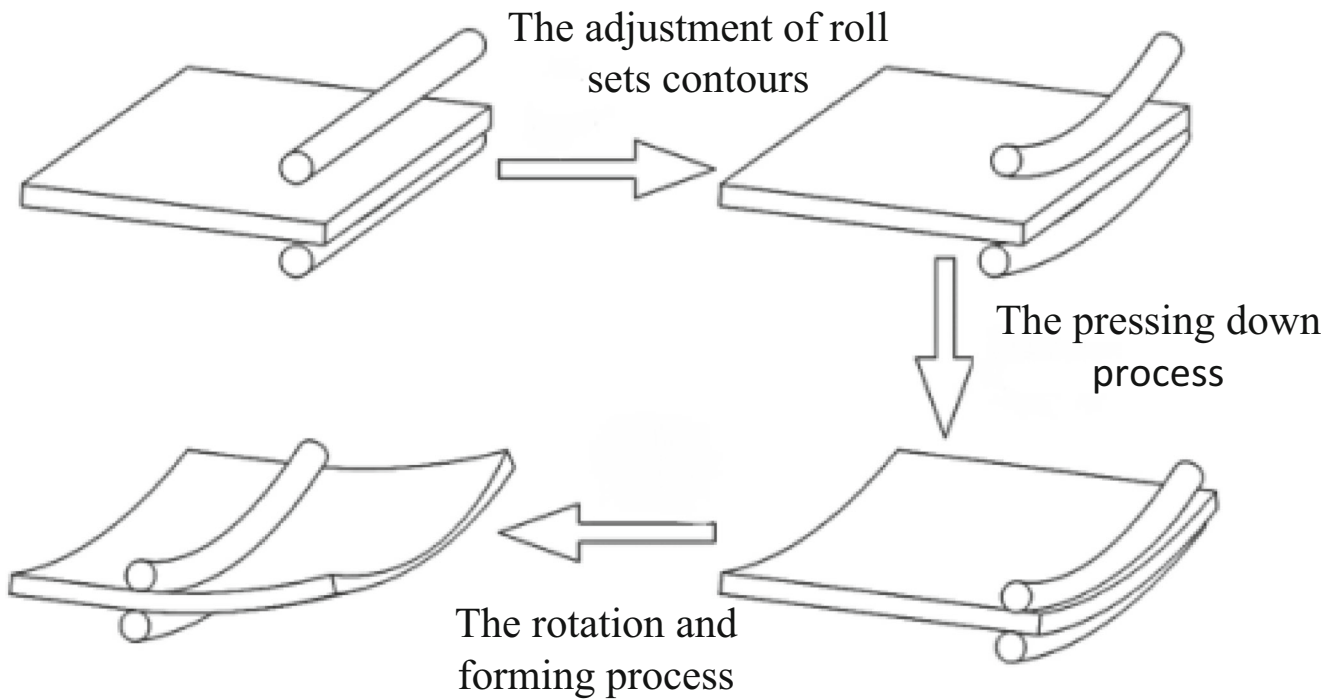 The adjustment of roll
sets contours
The pressing down
process
The rotation and
forming process